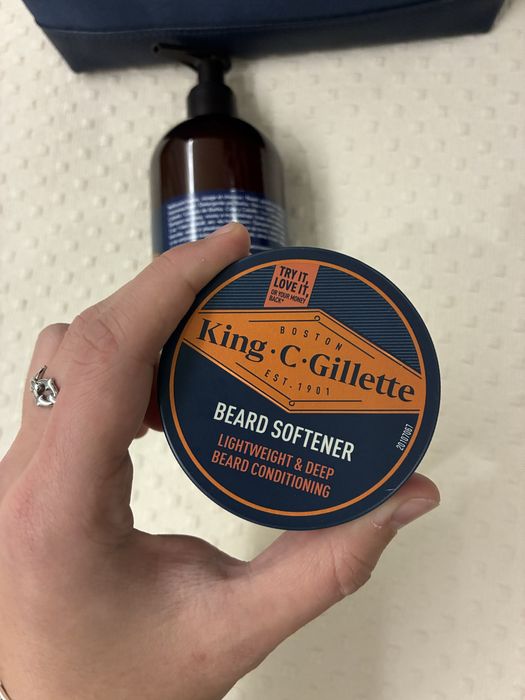 TRY IT,
LOVE IT,
OR YOUR MONEY
BACK*
BOSTON
King·C·Gillette
EST.1901
BEARD SOFTENER
LIGHTWEIGHT & DEEP
BEARD CONDITIONING
20107067